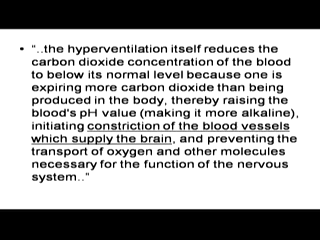 • "..the hyperventilation itself reduces the
carbon dioxide concentration of the blood
to below its normal level because one is
expiring more carbon dioxide than being
produced in the body, thereby raising the
blood's pH value (making it more alkaline),
initiating constriction of the blood vessels
which supply the brain, and preventing the
transport of oxygen and other molecules
necessary for the function of the nervous
system.."